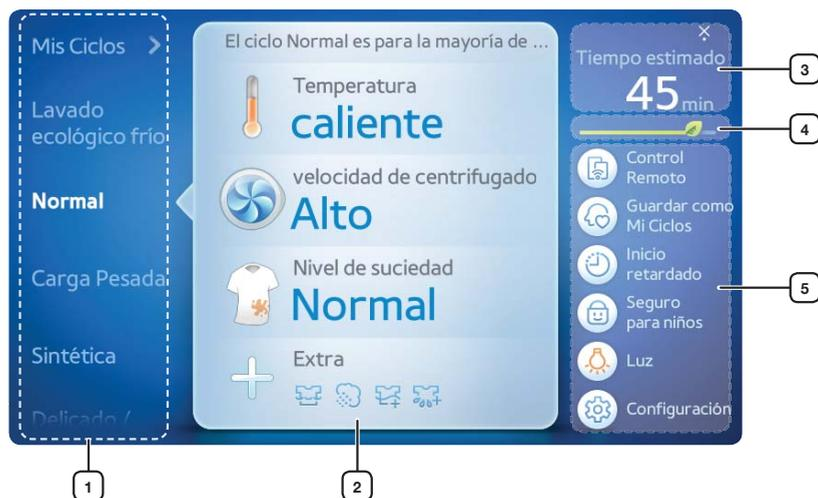 Mis Ciclos
Lavado
ecológico frío
Normal
Carga Pesada
Sintética
Delicado /
El ciclo Normal es para la mayoría de ...
Temperatura
caliente
velocidad de centrifugado
Alto
Nivel de suciedad
Normal
Extra
Tiempo estimado
45 min
Control
Remoto
Guardar como
Mi Ciclos
Inicio
retardado
Seguro
para niños
Luz
Configuración
3
4
5
1
2